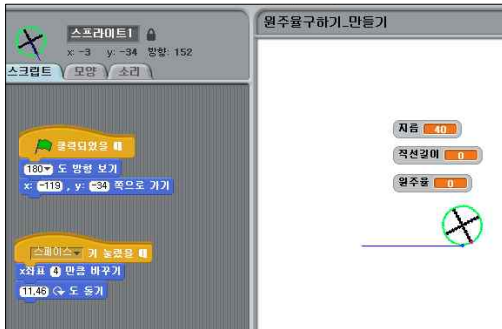 스프라이트1
x: -3 y: -34 방향: 152
스크립트 모양 소리
클릭되었을 때
180 도 방향 보기
x: -119 , y: -34 쪽으로 가기
스페이스 키 눌렸을 때
x좌표 4 만큼 바꾸기
11.46 도 돌기
원주율구하기_만들기
지름 40
직선길이 0
원주율 0